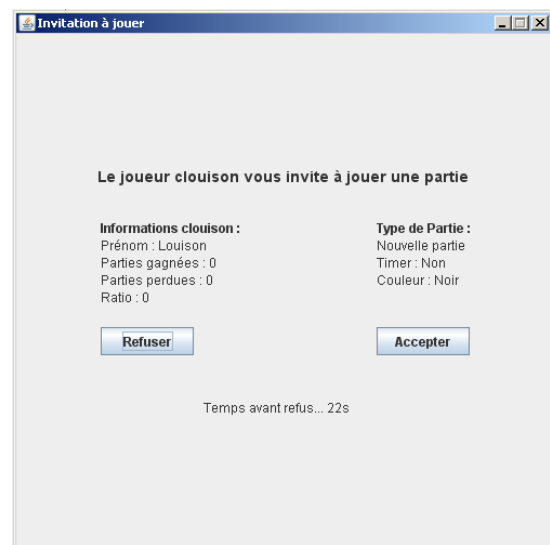 Invitation à jouer
Le joueur clouison vous invite à jouer une partie
Informations clouison :
Prénom : Louison
Parties gagnées : 0
Parties perdues : 0
Ratio : 0
Type de Partie :
Nouvelle partie
Timer : Non
Couleur : Noir
Refuser
Accepter
Temps avant refus... 22s